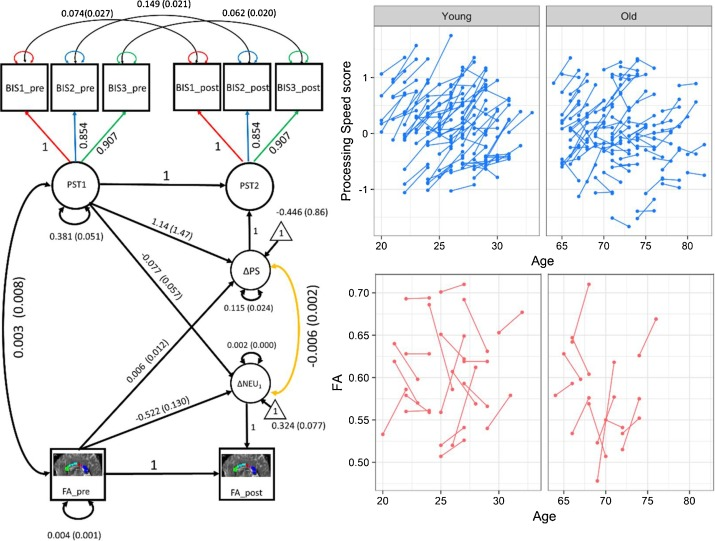 0.149 (0.021)
0.074(0.027)
0.062 (0.020)
BIS1_pre
BIS2_pre
BIS3_pre
BIS1_post
BIS2_post
BIS3_post
1
0.854
0.907
1
0.854
0.907
PST1
1
PST2
0.381 (0.051)
1.14 (1.47)
-0.077 (0.057)
1
-0.446 (0.86)
1
ΔPS
0.115 (0.024)
0.003 (0.008)
-0.006 (0.002)
0.006 (0.012)
0.002 (0.000)
ΔNEU1
-0.522 (0.130)
1
1
0.324 (0.077)
FA_pre
1
FA_post
0.004 (0.001)
Young
Old
Processing Speed score
1
0
-1
20
25
30
65
70
75
80
Age
FA
0.70
0.65
0.60
0.55
0.50
20
25
30
65
70
75
80
Age